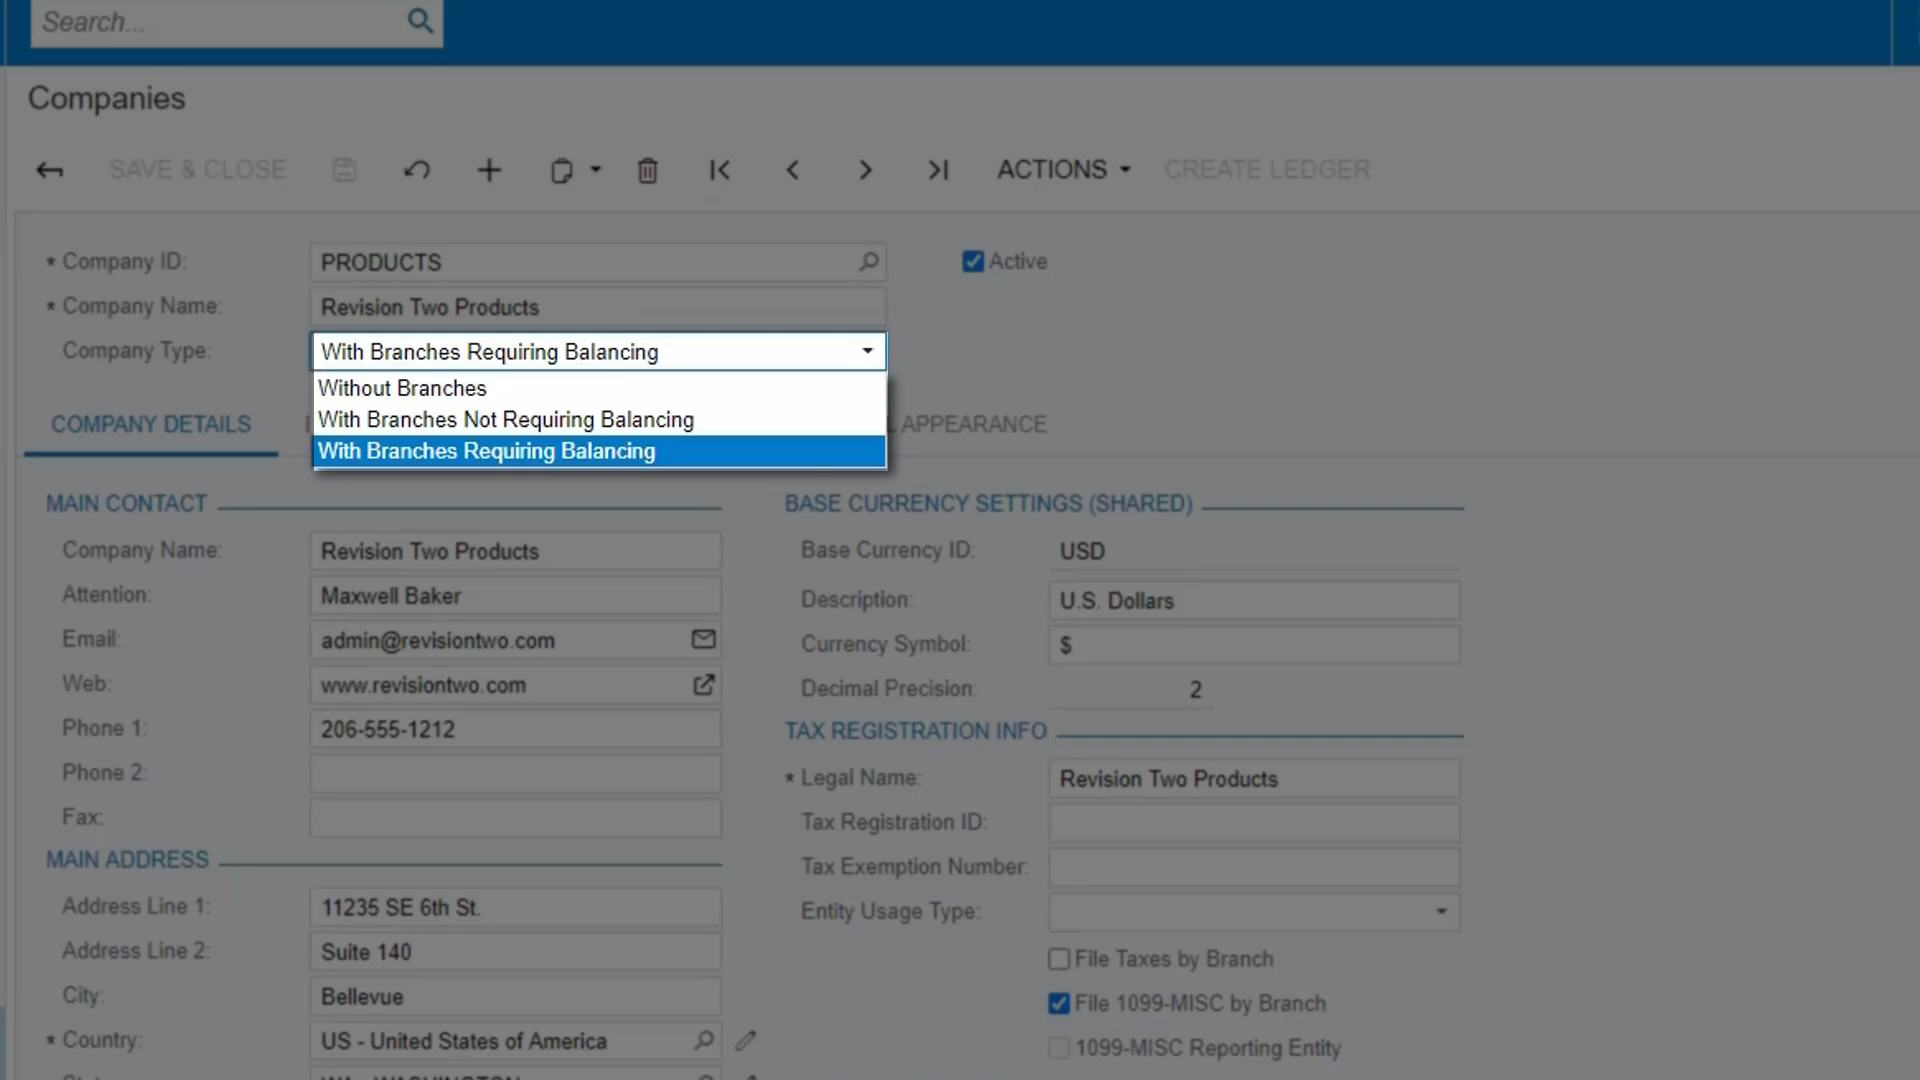 Search...
Companies
SAVE & CLOSE ACTIONS CREATE LEDGER
* Company ID: PRODUCTS Active
* Company Name: Revision Two Products
Company Type: With Branches Requiring Balancing
Without Branches
With Branches Not Requiring Balancing
With Branches Requiring Balancing
COMPANY DETAILS APPEARANCE
MAIN CONTACT
Company Name: Revision Two Products
Attention: Maxwell Baker
Email: admin@revisiontwo.com
Web: www.revisiontwo.com
Phone 1: 206-555-1212
Phone 2:
Fax:
MAIN ADDRESS
Address Line 1: 11235 SE 6th St.
Address Line 2: Suite 140
City: Bellevue
* Country: US - United States of America
BASE CURRENCY SETTINGS (SHARED)
Base Currency ID: USD
Description: U.S. Dollars
Currency Symbol: $
Decimal Precision: 2
TAX REGISTRATION INFO
* Legal Name: Revision Two Products
Tax Registration ID:
Tax Exemption Number:
Entity Usage Type:
File Taxes by Branch
File 1099-MISC by Branch
1099-MISC Reporting Entity